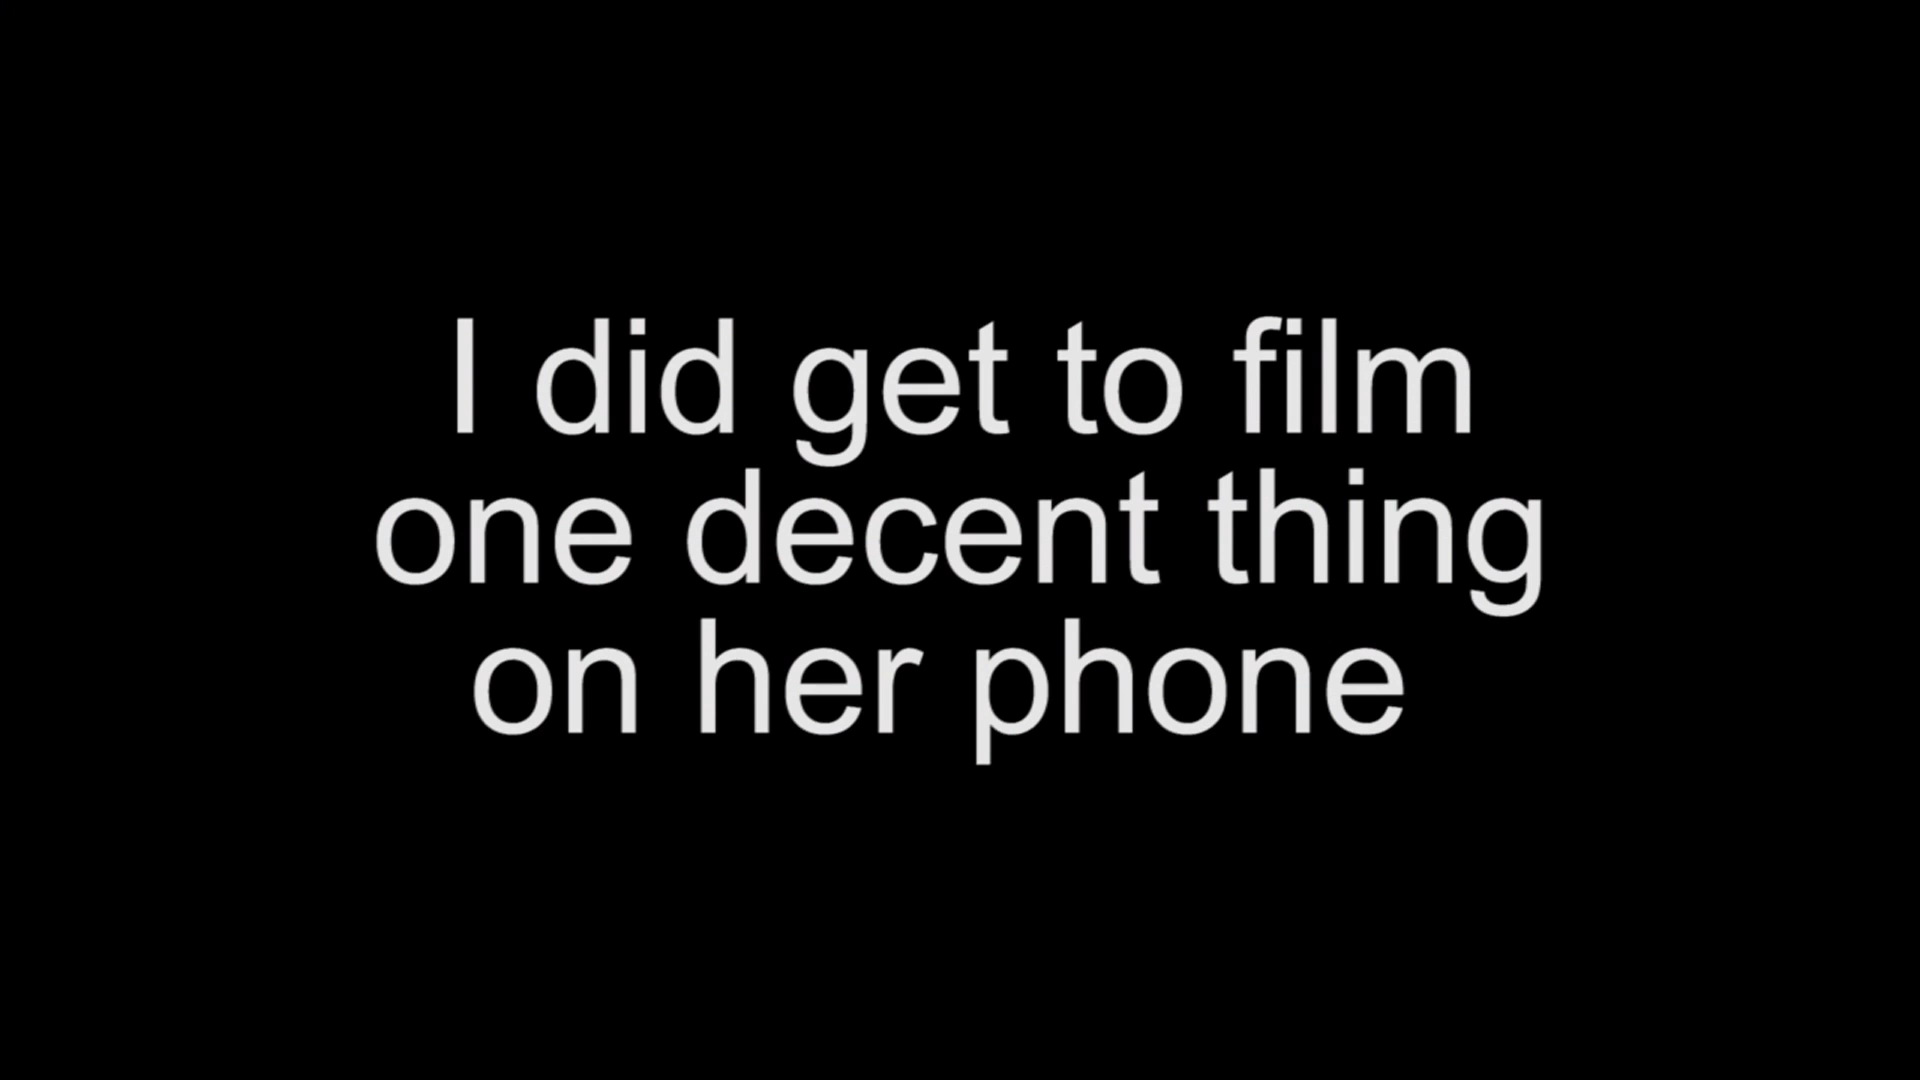 I did get to film
one decent thing
on her phone